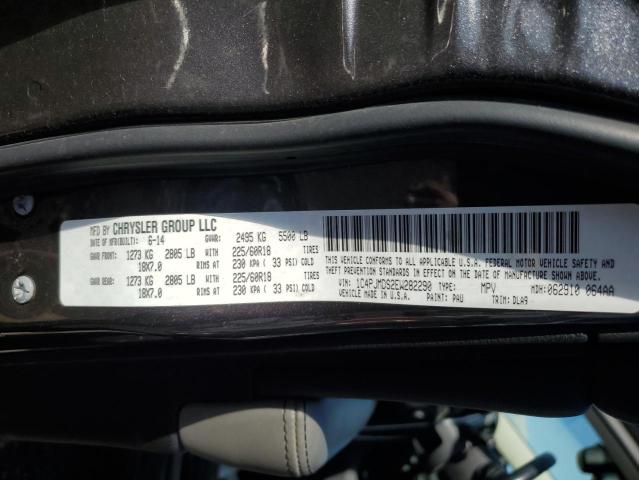 MFD BY CHRYSLER GROUP LLC
DATE OF MFR(BUILT): 6-14 GVWR: 2495 KG 5500 LB
GAWR FRONT: 1273 KG 2805 LB WITH 225/60R18 TIRES
18X7.0 RIMS AT 230 KPA ( 33 PSI) COLD
GAWR REAR: 1273 KG 2805 LB WITH 225/60R18 TIRES
18X7.0 RIMS AT 230 KPA ( 33 PSI) COLD
THIS VEHICLE CONFORMS TO ALL APPLICABLE U.S.A. FEDERAL MOTOR VEHICLE SAFETY AND
THEFT PREVENTION STANDARDS IN EFFECT ON THE DATE OF MANUFACTURE SHOWN ABOVE.
VIN: 1C4PJMDS2EW282290 TYPE: MPV MDH: 062910 064AA
PAINT: PAU TRIM: DLA9